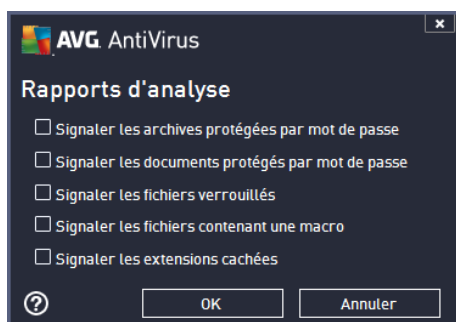 AVG. AntiVirus
Rapports d'analyse
Signaler les archives protégées par mot de passe
Signaler les documents protégés par mot de passe
Signaler les fichiers verrouillés
Signaler les fichiers contenant une macro
Signaler les extensions cachées
? OK Annuler